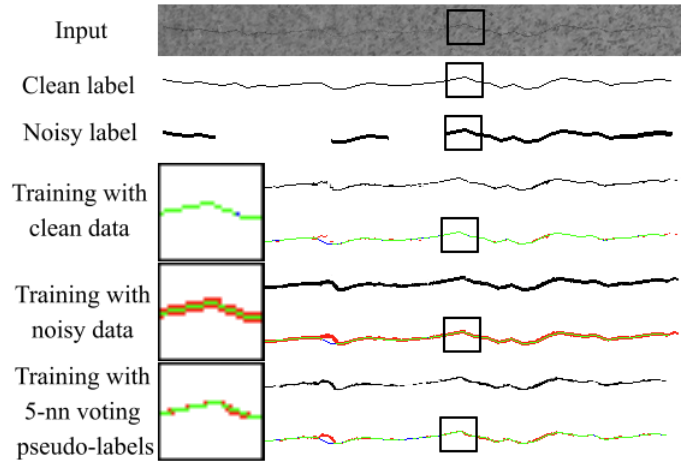 Input
Clean label
Noisy label
Training with
clean data
Training with
noisy data
Training with
5-nn voting
pseudo-labels